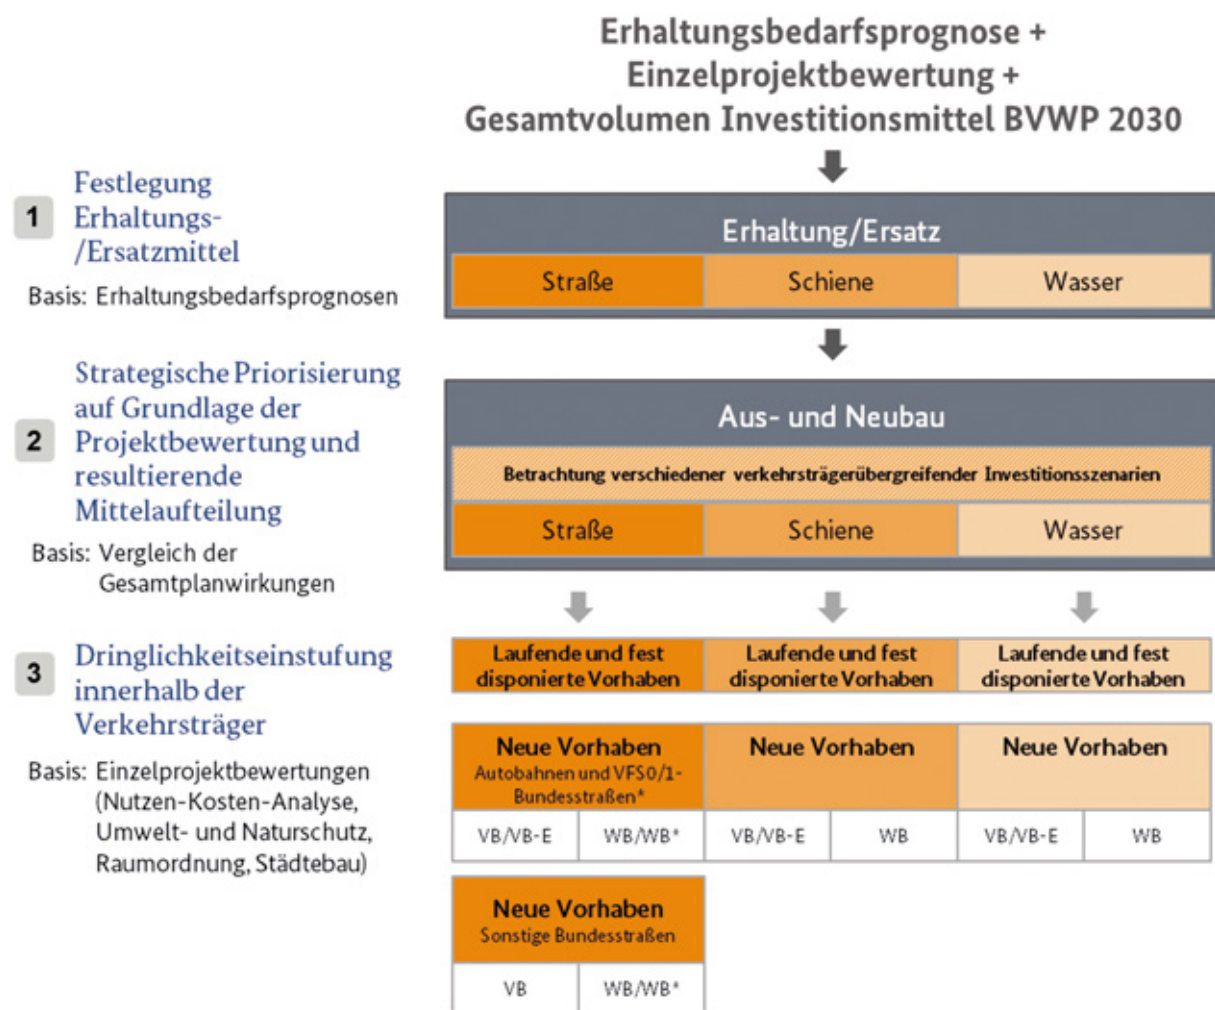 Erhaltungsbedarfsprognose +
Einzelprojektbewertung +
Gesamtvolumen Investitionsmittel BVWP 2030
1
Festlegung
Erhaltungs-
/Ersatzmittel
Basis: Erhaltungsbedarfsprognosen
Erhaltung/Ersatz
Straße
Schiene
Wasser
2
Strategische Priorisierung
auf Grundlage der
Projektbewertung und
resultierende
Mittelaufteilung
Basis: Vergleich der
Gesamtplanwirkungen
Aus- und Neubau
Betrachtung verschiedener verkehrsträgerübergreifender Investitionsszenarien
Straße
Schiene
Wasser
3
Dringlichkeitseinstufung
innerhalb der
Verkehrsträger
Basis: Einzelprojektbewertungen
(Nutzen-Kosten-Analyse,
Umwelt- und Naturschutz,
Raumordnung, Städtebau)
Laufende und fest
disponierte Vorhaben
Laufende und fest
disponierte Vorhaben
Laufende und fest
disponierte Vorhaben
Neue Vorhaben
Autobahnen und VFS0/1-
Bundesstraßen*
VB/VB-E
WB/WB*
Neue Vorhaben
VB/VB-E
WB
Neue Vorhaben
VB/VB-E
WB
Neue Vorhaben
Sonstige Bundesstraßen
VB
WB/WB*